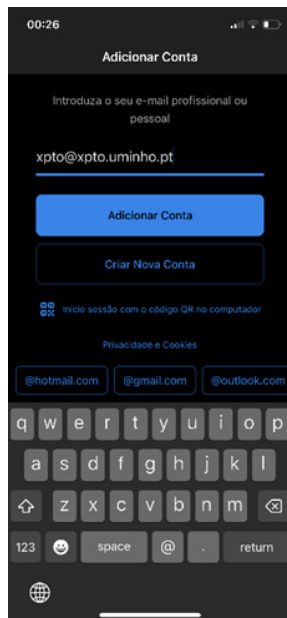 00:26
Adicionar Conta
Introduza o seu e-mail profissional ou
pessoal
xpto@xpto.uminho.pt
Adicionar Conta
Criar Nova Conta
Inicie sessão com o código QR no computador
Privacidade e Cookies
@hotmail.com @gmail.com @outlook.com
q w e r t y u i o p
a s d f g h j k l
z x c v b n m
123 space @ . return